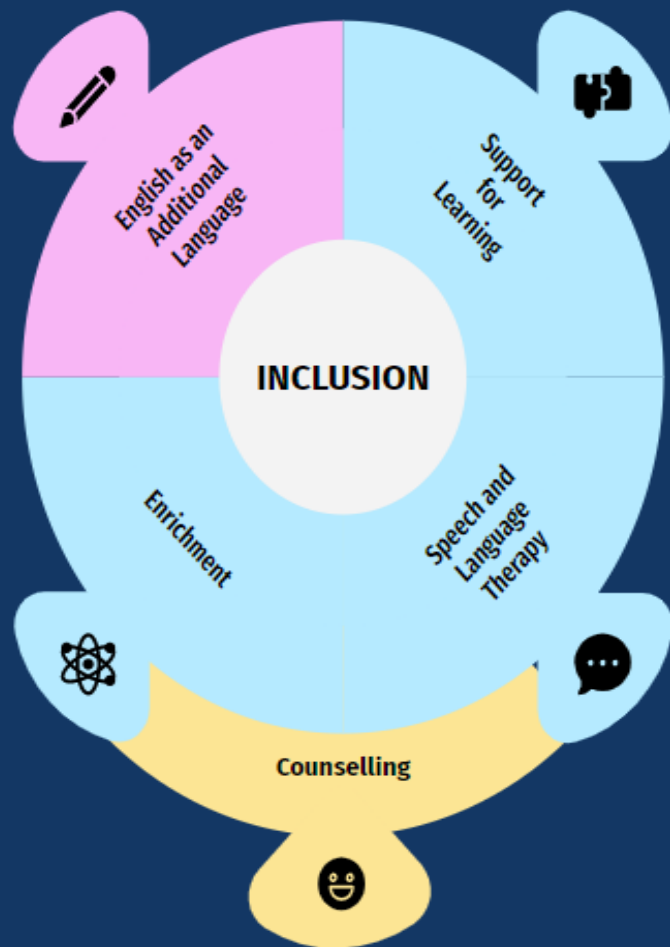 English as an
Additional
Language
Support
for
Learning
INCLUSION
Enrichment
Speech and
Language
Therapy
Counselling